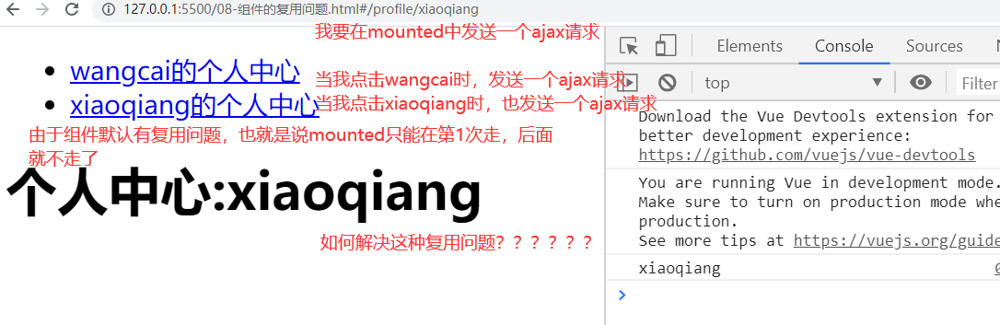 127.0.0.1:5500/08-组件的复用问题.html#/profile/xiaoqiang
我要在mounted中发送一个ajax请求
Elements Console Sources
wangcai的个人中心
当我点击wangcai时，发送一个ajax请求
top
Filter
xiaoqiang的个人中心
当我点击xiaoqiang时，也发送一个ajax请求
Download the Vue Devtools extension for
better development experience:
https://github.com/vuejs/vue-devtools
由于组件默认有复用问题，也就是说mounted只能在第1次走，后面
就不走了
个人中心:xiaoqiang
You are running Vue in development mode.
Make sure to turn on production mode whe
production.
See more tips at https://vuejs.org/guide
如何解决这种复用问题？？？？？？
xiaoqiang